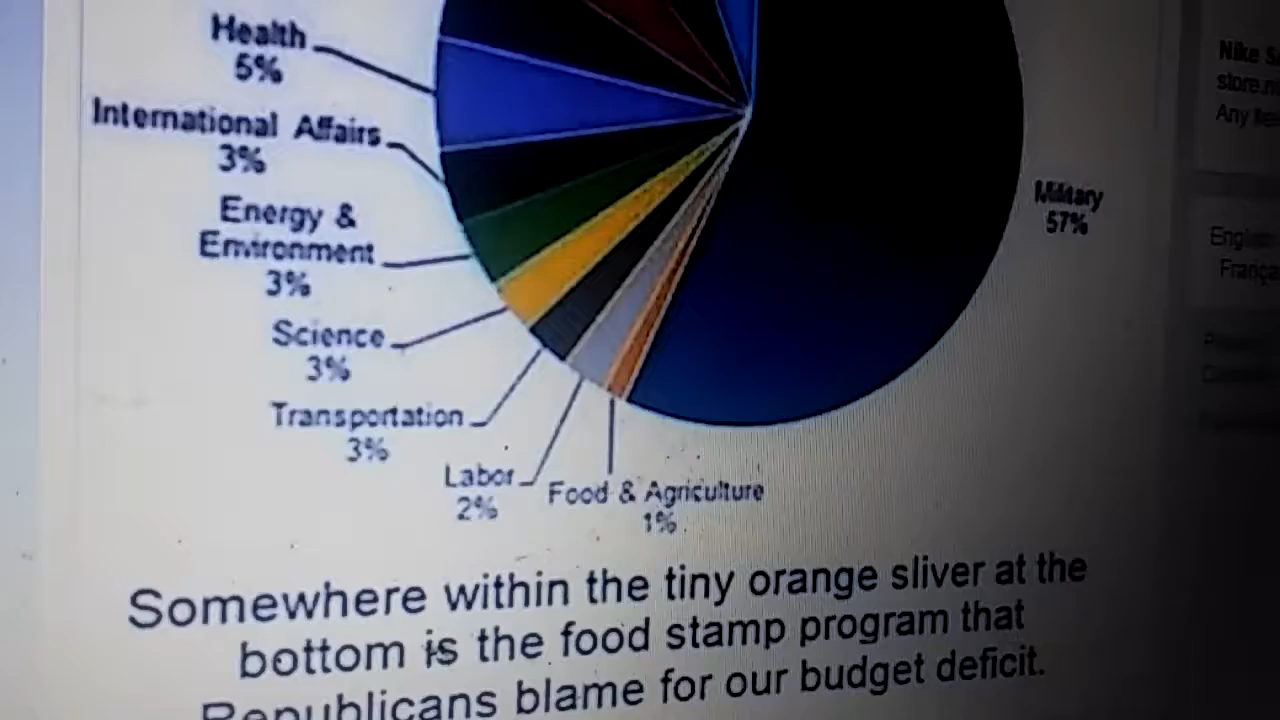 Health
5%
International Affairs
3%
Energy &
Environment
3%
Science
3%
Transportation
3%
Labor
2%
Food & Agriculture
1%
Military
57%
Somewhere within the tiny orange sliver at the
bottom is the food stamp program that
Republicans blame for our budget deficit.
Nike
Any